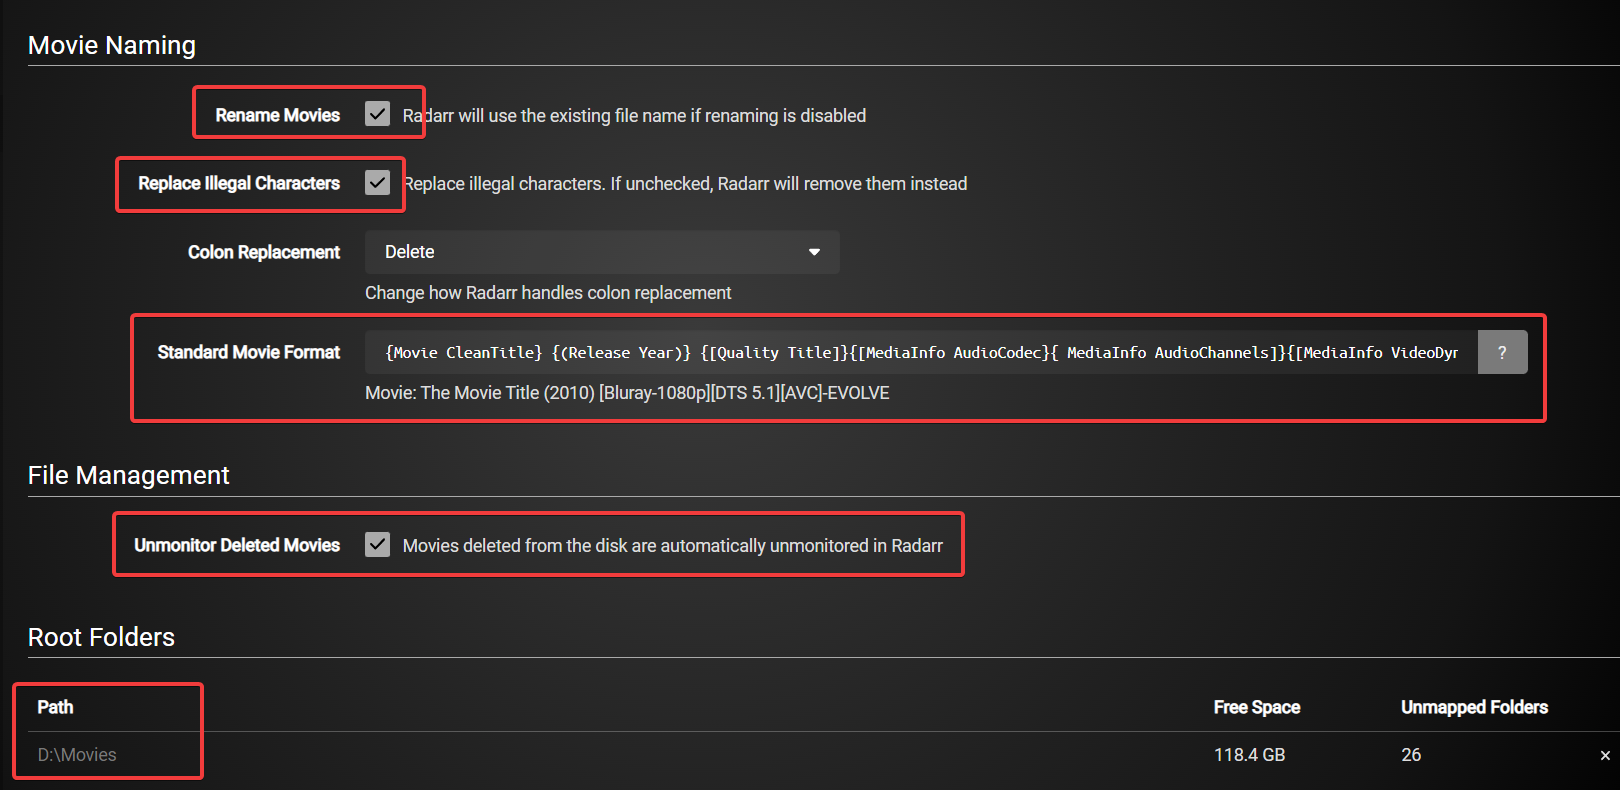 Movie Naming
Rename Movies Radarr will use the existing file name if renaming is disabled
Replace Illegal Characters Replace illegal characters. If unchecked, Radarr will remove them instead
Colon Replacement Delete
Change how Radarr handles colon replacement
Standard Movie Format {Movie CleanTitle} {(Release Year)} {[Quality Title]}{[MediaInfo AudioCodec}{ MediaInfo AudioChannels]}{[MediaInfo VideoDyr ?
Movie: The Movie Title (2010) [Bluray-1080p][DTS 5.1][AVC]-EVOLVE
File Management
Unmonitor Deleted Movies Movies deleted from the disk are automatically unmonitored in Radarr
Root Folders
Path Free Space Unmapped Folders
D:\Movies 118.4 GB 26 ×